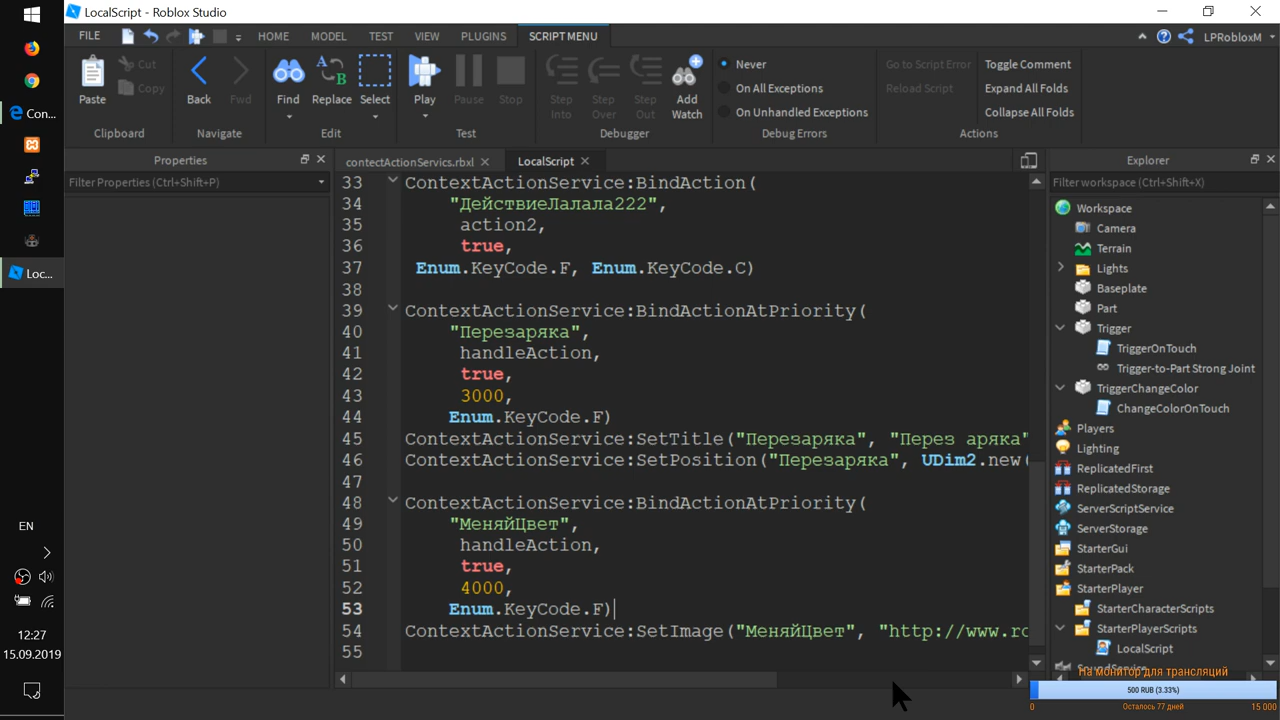 LocalScript - Roblox Studio
FILE HOME MODEL TEST VIEW PLUGINS SCRIPT MENU LPRobloxM
Paste Cut Copy
Back Fwd
Find Replace Select
Play Pause Stop
Step Into Step Over Step Out Add Watch
Never
On All Exceptions
On Unhandled Exceptions
Go to Script Error
Reload Script
Toggle Comment
Expand All Folds
Collapse All Folds
Clipboard Navigate Edit Test Debugger Debug Errors Actions
Properties
Filter Properties (Ctrl+Shift+P)
contectActionServics.rbxl LocalScript
33 ContextActionService:BindAction(
34 "ДействиеЛалала222",
35 action2,
36 true,
37 Enum.KeyCode.F, Enum.KeyCode.C)
38
39 ContextActionService:BindActionAtPriority(
40 "Перезаряка",
41 handleAction,
42 true,
43 3000,
44 Enum.KeyCode.F)
45 ContextActionService:SetTitle("Перезаряка", "Перез аряка"
46 ContextActionService:SetPosition("Перезаряка", UDim2.new(
47
48 ContextActionService:BindActionAtPriority(
49 "МеняйЦвет",
50 handleAction,
51 true,
52 4000,
53 Enum.KeyCode.F)
54 ContextActionService:SetImage("МеняйЦвет", "http://www.ro
55
Explorer
Filter workspace (Ctrl+Shift+X)
Workspace
Camera
Terrain
Lights
Baseplate
Part
Trigger
TriggerOnTouch
Trigger-to-Part Strong Joint
TriggerChangeColor
ChangeColorOnTouch
Players
Lighting
ReplicatedFirst
ReplicatedStorage
ServerScriptService
ServerStorage
StarterGui
StarterPack
StarterPlayer
StarterCharacterScripts
StarterPlayerScripts
LocalScript
SoundService
На монитор для трансляций
500 RUB (3.33%)
0 Осталось 77 дней 15 000
Con...
Loc...
EN
12:27
15.09.2019